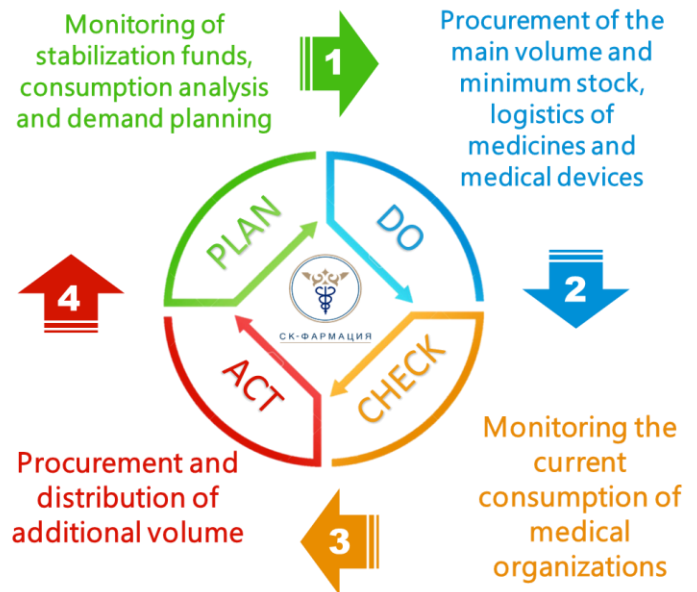 Monitoring of
stabilization funds,
consumption analysis
and demand planning
1
Procurement of the
main volume and
minimum stock,
logistics of
medicines and
medical devices
PLAN
DO
4
2
СК-ФАРМАЦИЯ
ACT
CHECK
Procurement and
distribution of
additional volume
3
Monitoring the
current
consumption of
medical
organizations